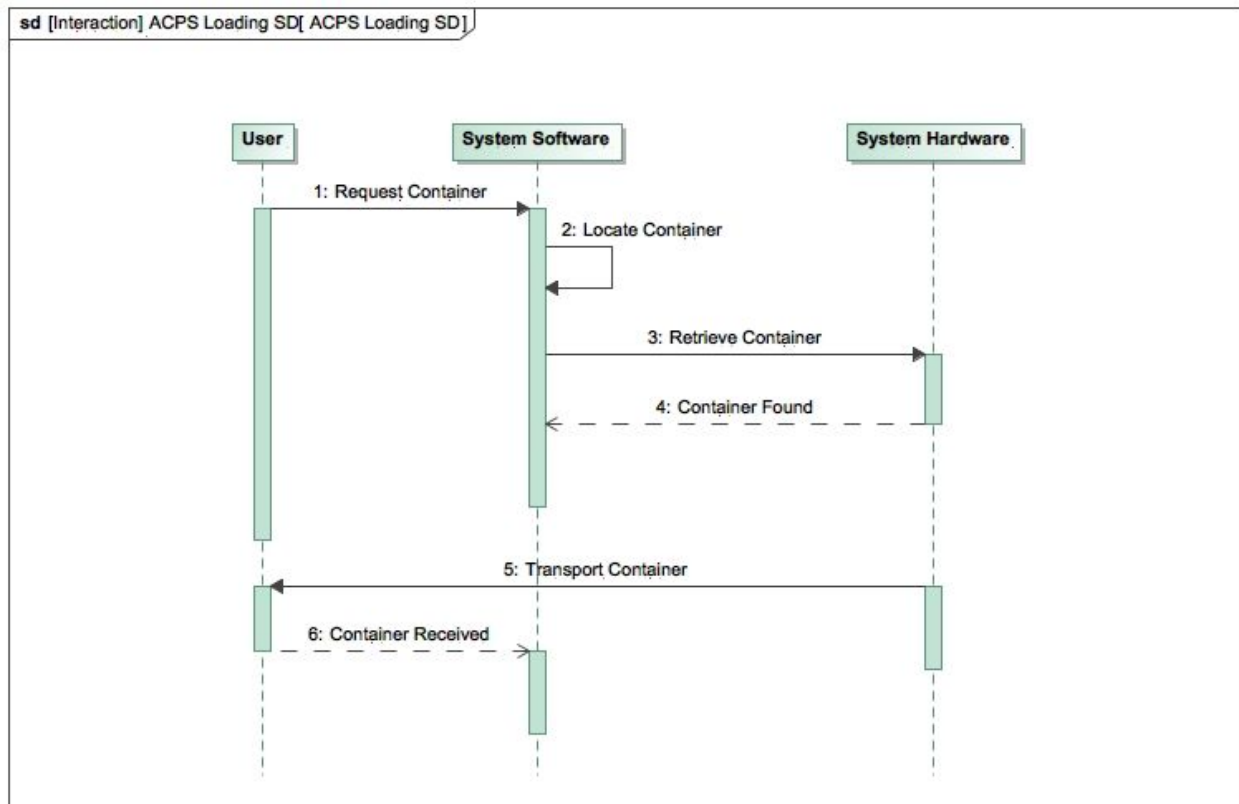 sd [Interaction] ACPS Loading SD[ ACPS Loading SD]
User
System Software
System Hardware
1: Request Container
2: Locate Container
3: Retrieve Container
4: Container Found
5: Transport Container
6: Container Received